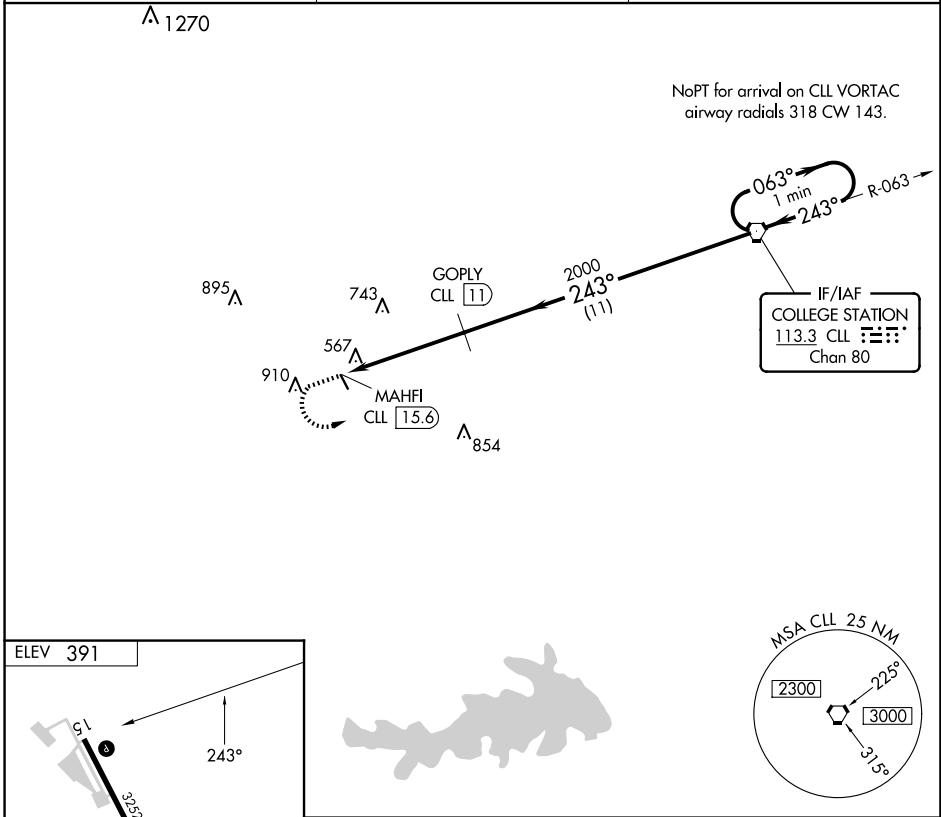 1270
NoPT for arrival on CLL VORTAC
airway radials 318 CW 143.
063°
1 min
243°
R-063
2000
243°
(11)
GOPLY
CLL 11
IF/IAF
COLLEGE STATION
113.3 CLL
Chan 80
895
743
567
910
MAHFI
CLL 15.6
854
ELEV 391
243°
15
P
3252
MSA CLL 25 NM
2300
225°
3000
315°